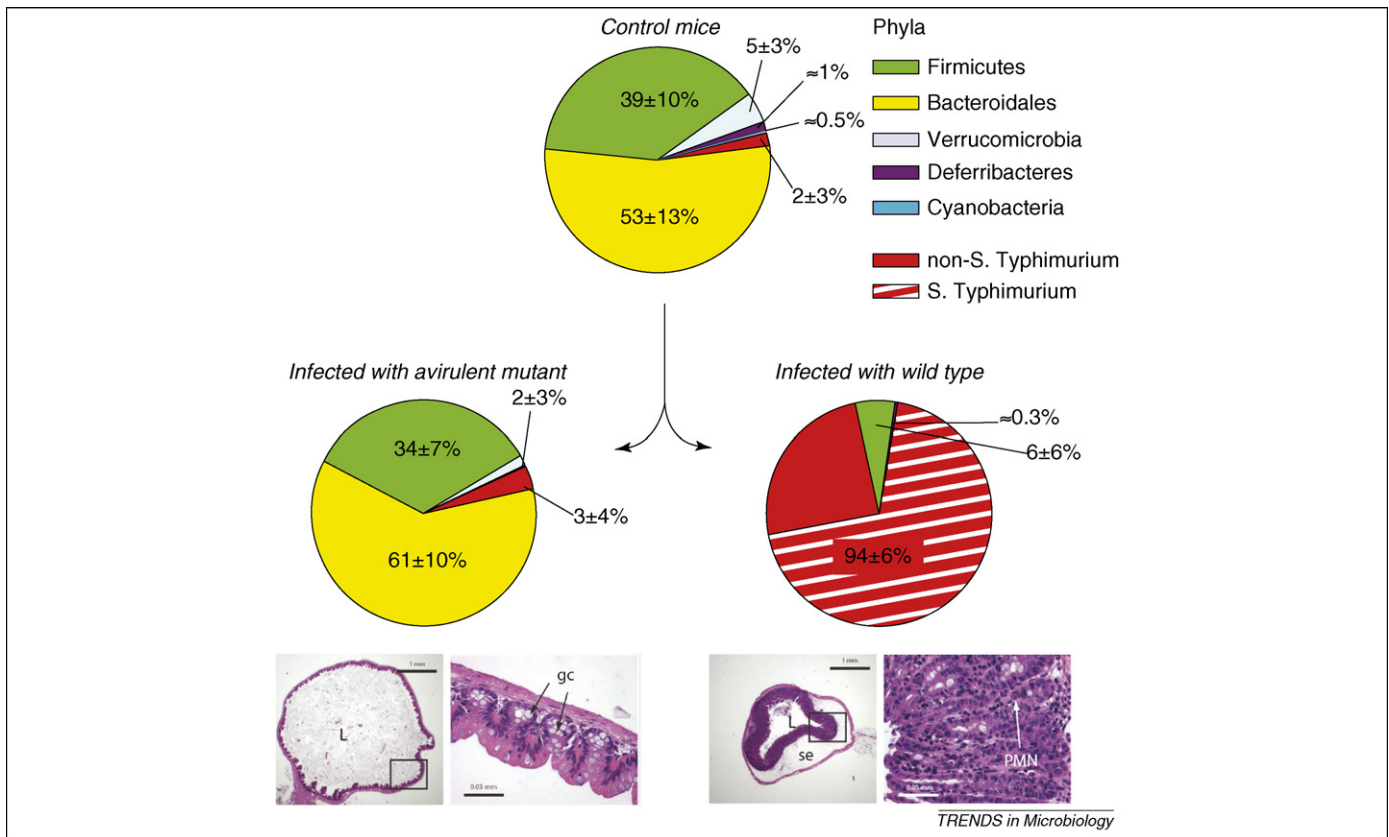 Control mice
5±3%
≈1%
≈0.5%
39±10%
2±3%
53±13%
Phyla
Firmicutes
Bacteroidales
Verrucomicrobia
Deferribacteres
Cyanobacteria
non-S. Typhimurium
S. Typhimurium
Infected with avirulent mutant
2±3%
34±7%
3±4%
61±10%
Infected with wild type
≈0.3%
6±6%
94±6%
1 mm
L
gc
0.05 mm
1 mm
L
se
PMN
0.05 mm
TRENDS in Microbiology